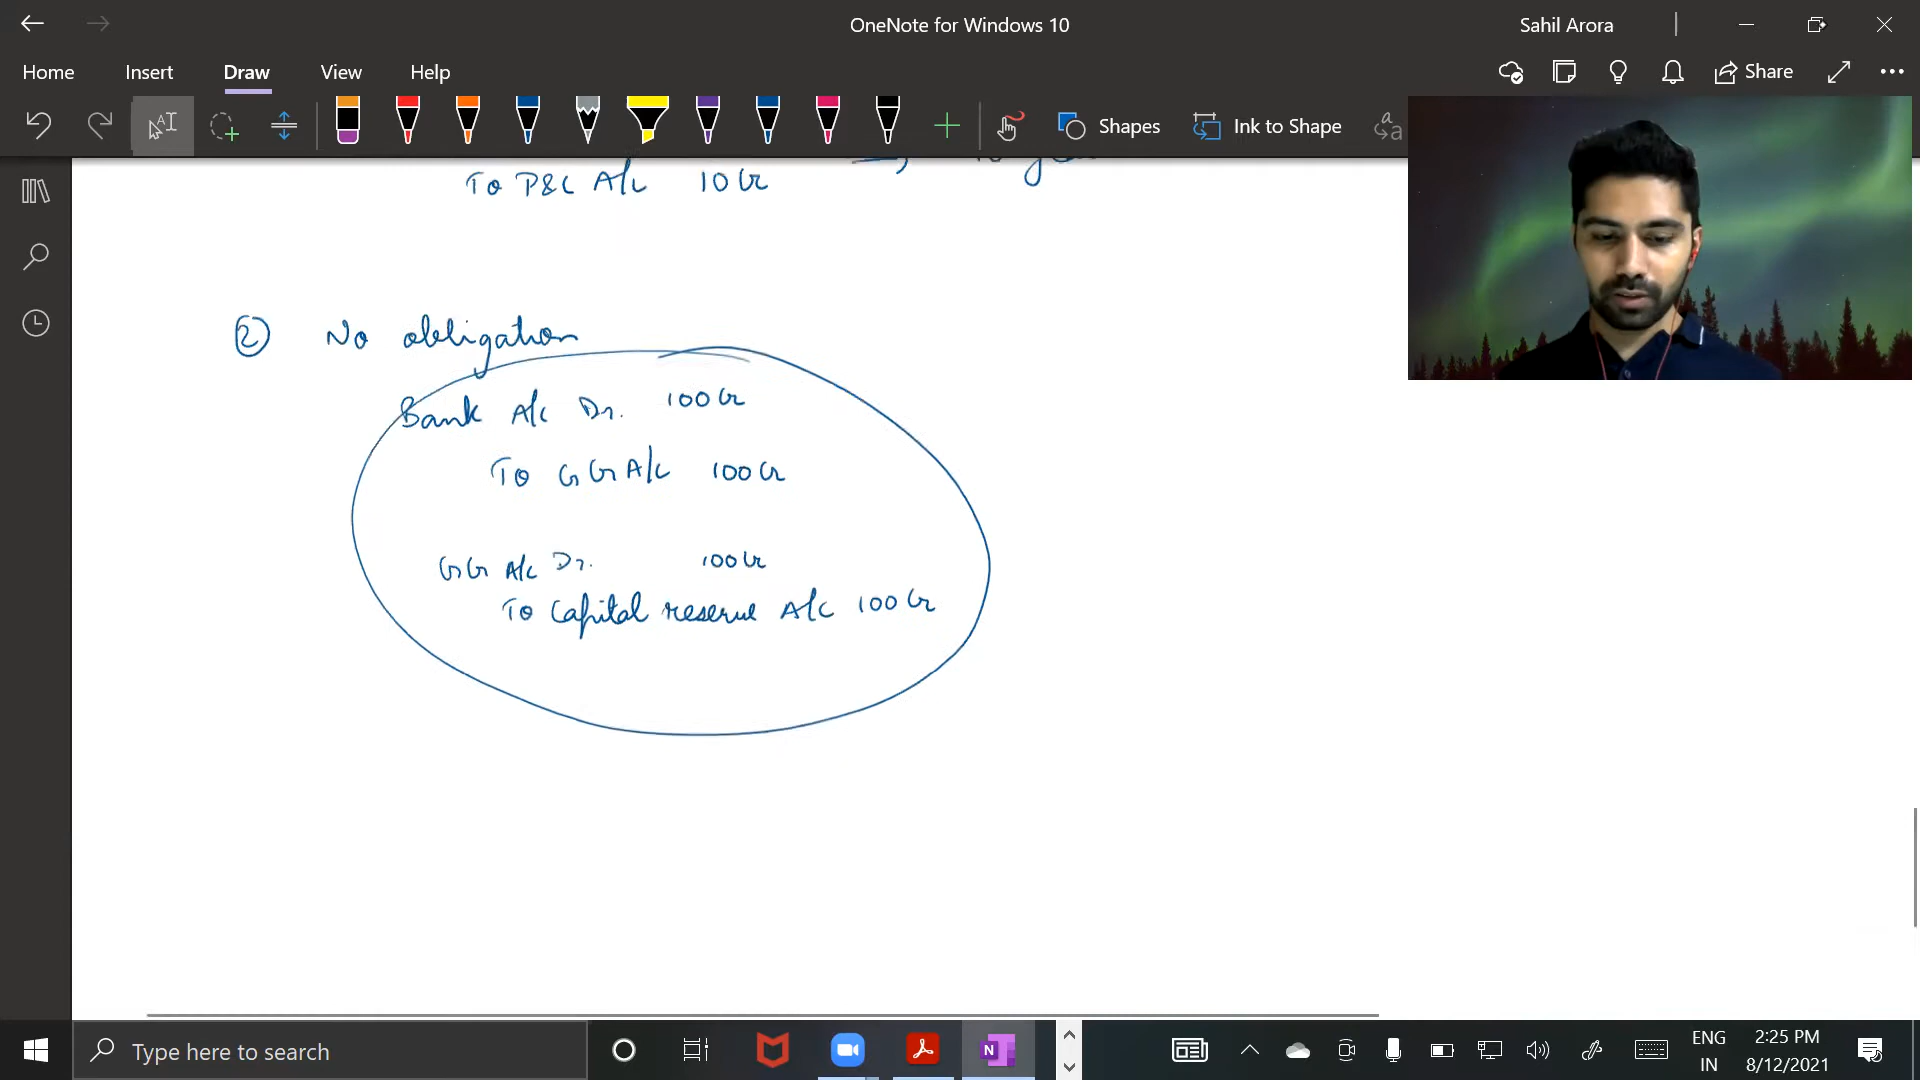 OneNote for Windows 10
Sahil Arora
Home Insert Draw View Help
Share
Shapes
Ink to Shape
To P&L A/c 10 Cr
② No obligation
Bank A/c Dr. 100 Cr
To GG A/c 100 Cr
GG A/c Dr. 100 Cr
To Capital reserve A/c 100 Cr
Type here to search
N
ENG
IN
2:25 PM
8/12/2021